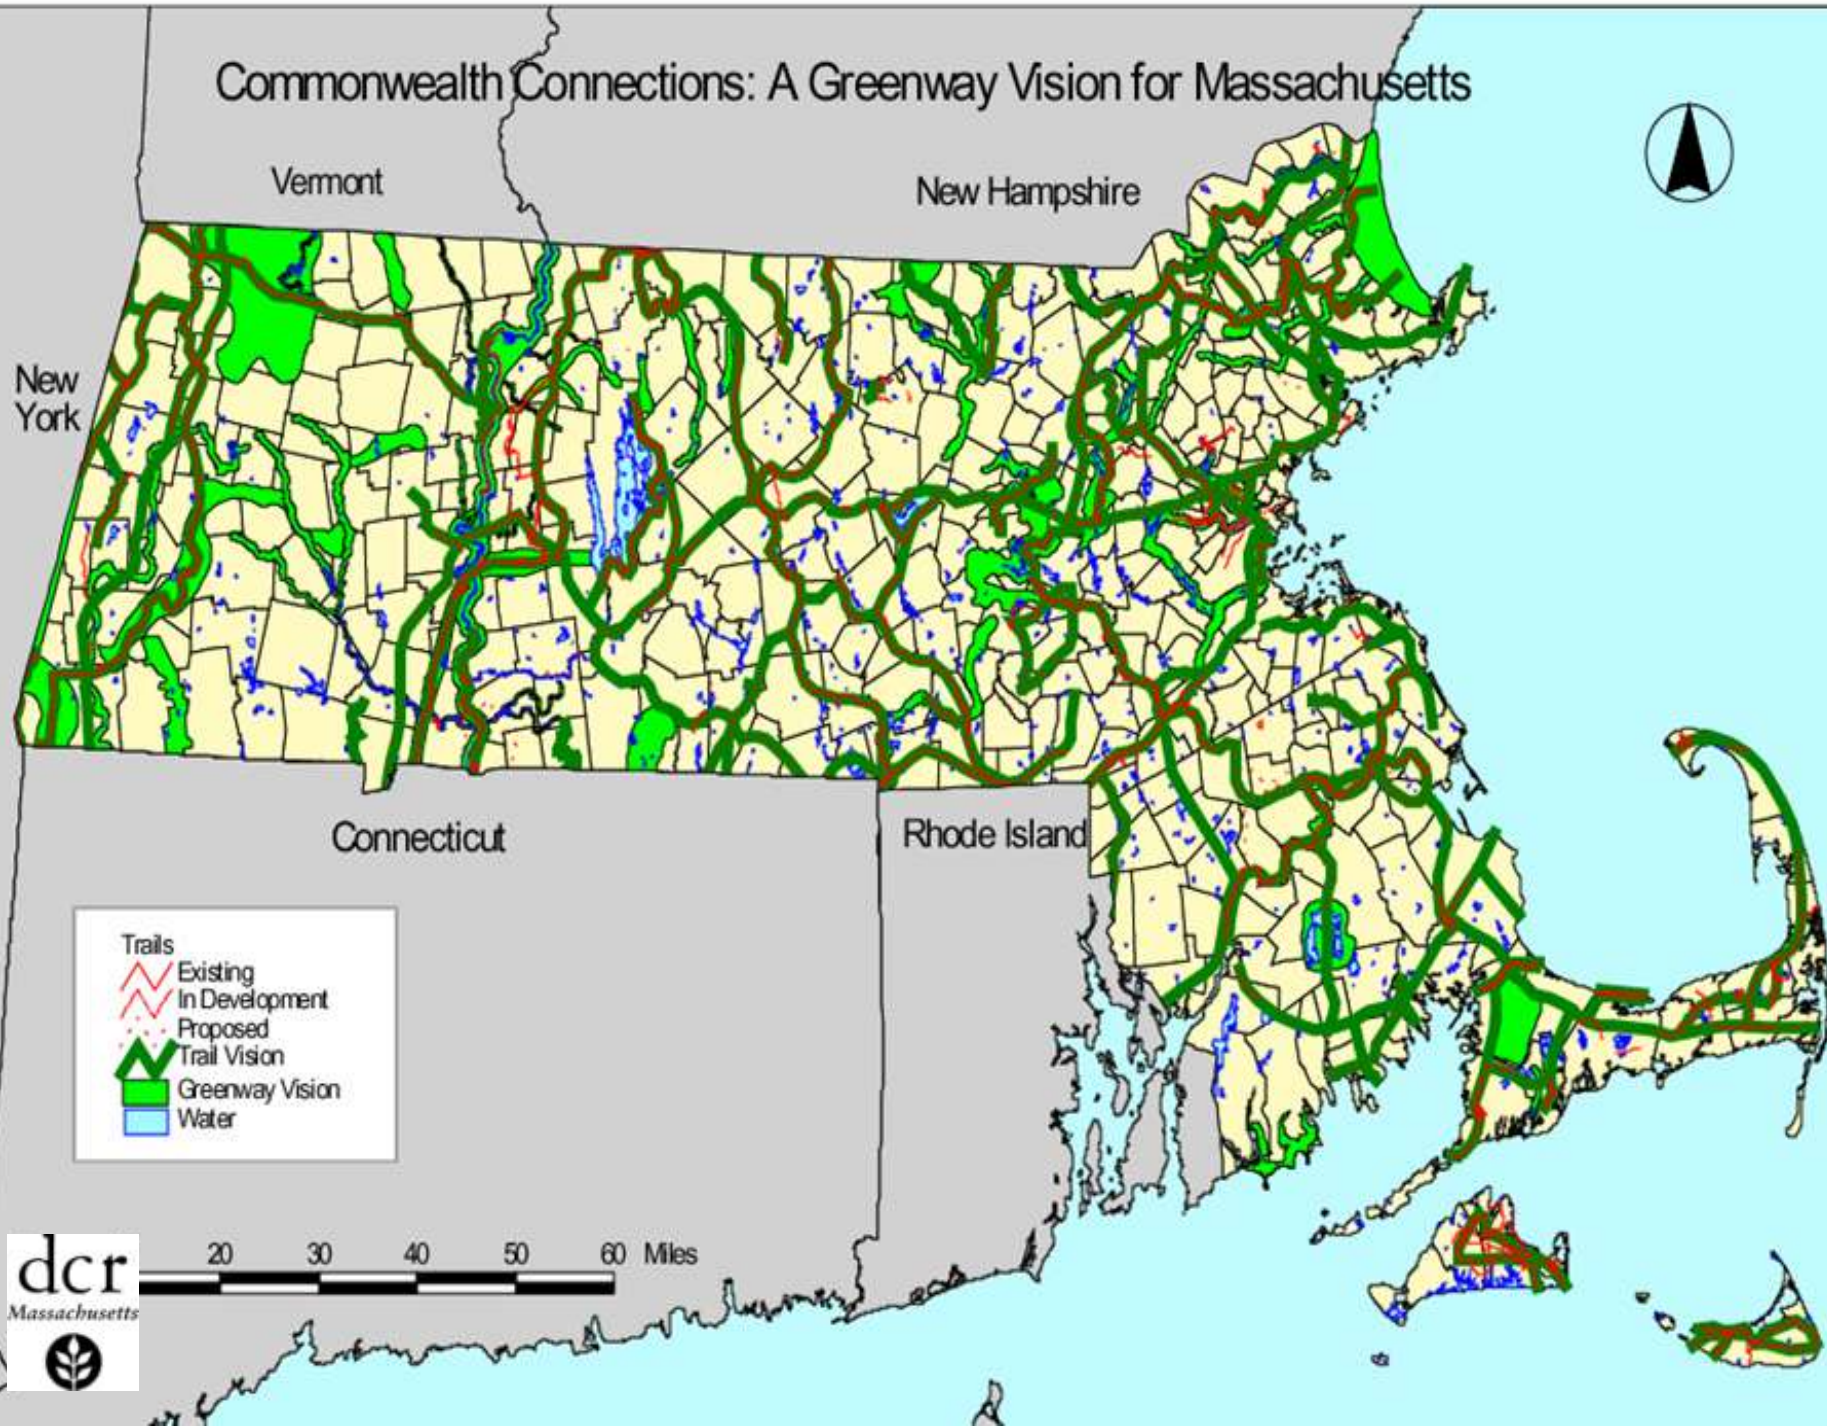 Commonwealth Connections: A Greenway Vision for Massachusetts
Vermont
New Hampshire
New
York
Connecticut
Rhode Island
Trails
Existing
In Development
Proposed
Trail Vision
Greenway Vision
Water
20 30 40 50 60 Miles
dcr
Massachusetts